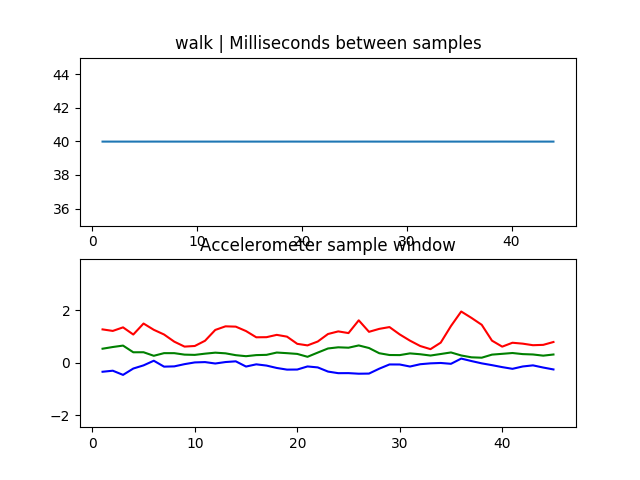 walk | Milliseconds between samples
44
42
40
38
36
0 10 20 30 40
Accelerometer sample window
2
0
−2
0 10 20 30 40